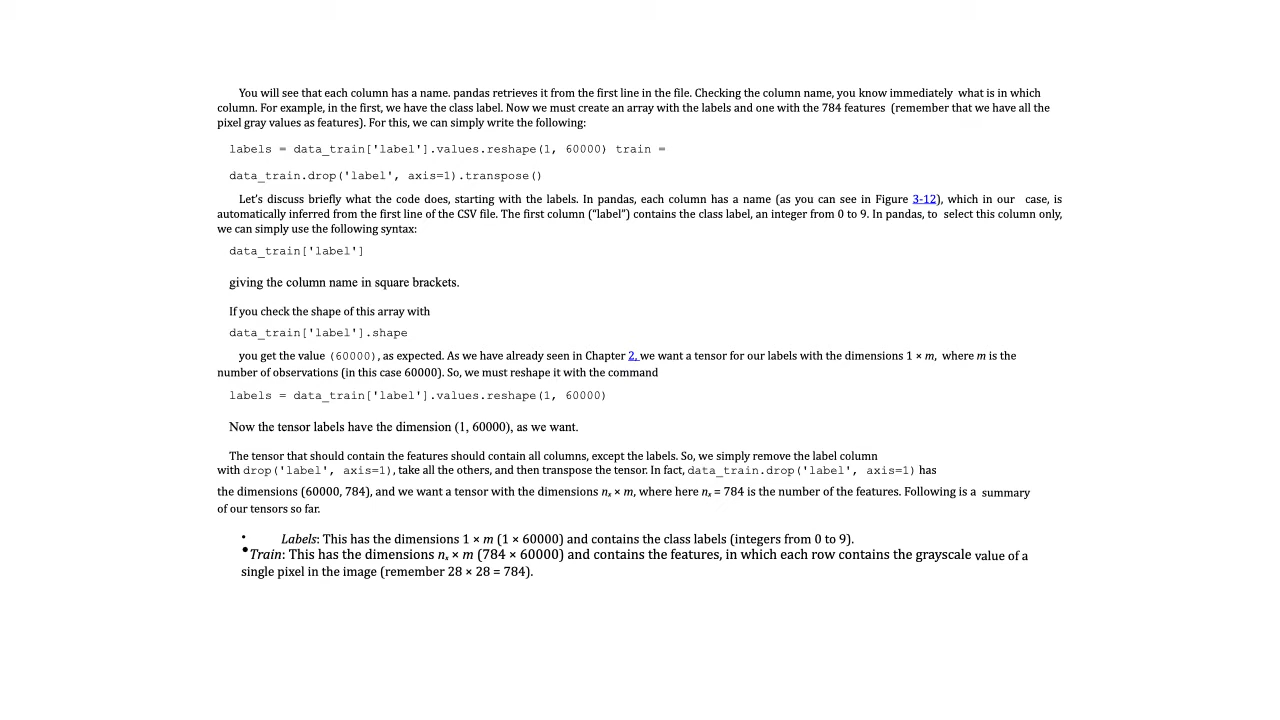 You will see that each column has a name. pandas retrieves it from the first line in the file. Checking the column name, you know immediately what is in which
column. For example, in the first, we have the class label. Now we must create an array with the labels and one with the 784 features (remember that we have all the
pixel gray values as features). For this, we can simply write the following:
labels = data_train['label'].values.reshape(1, 60000) train =
data_train.drop('label', axis=1).transpose()
Let's discuss briefly what the code does, starting with the labels. In pandas, each column has a name (as you can see in Figure 3-12), which in our case, is
automatically inferred from the first line of the CSV file. The first column (“label”) contains the class label, an integer from 0 to 9. In pandas, to select this column only,
we can simply use the following syntax:
data_train['label']
giving the column name in square brackets.
If you check the shape of this array with
data_train['label'].shape
you get the value (60000), as expected. As we have already seen in Chapter 2, we want a tensor for our labels with the dimensions 1 × m, where m is the
number of observations (in this case 60000). So, we must reshape it with the command
labels = data_train['label'].values.reshape(1, 60000)
Now the tensor labels have the dimension (1, 60000), as we want.
The tensor that should contain the features should contain all columns, except the labels. So, we simply remove the label column
with drop('label', axis=1), take all the others, and then transpose the tensor. In fact, data_train.drop('label', axis=1) has
the dimensions (60000, 784), and we want a tensor with the dimensions nₓ × m, where here nₓ = 784 is the number of the features. Following is a summary
of our tensors so far.
• Labels: This has the dimensions 1 × m (1 × 60000) and contains the class labels (integers from 0 to 9).
• Train: This has the dimensions nₓ × m (784 × 60000) and contains the features, in which each row contains the grayscale value of a
single pixel in the image (remember 28 × 28 = 784).